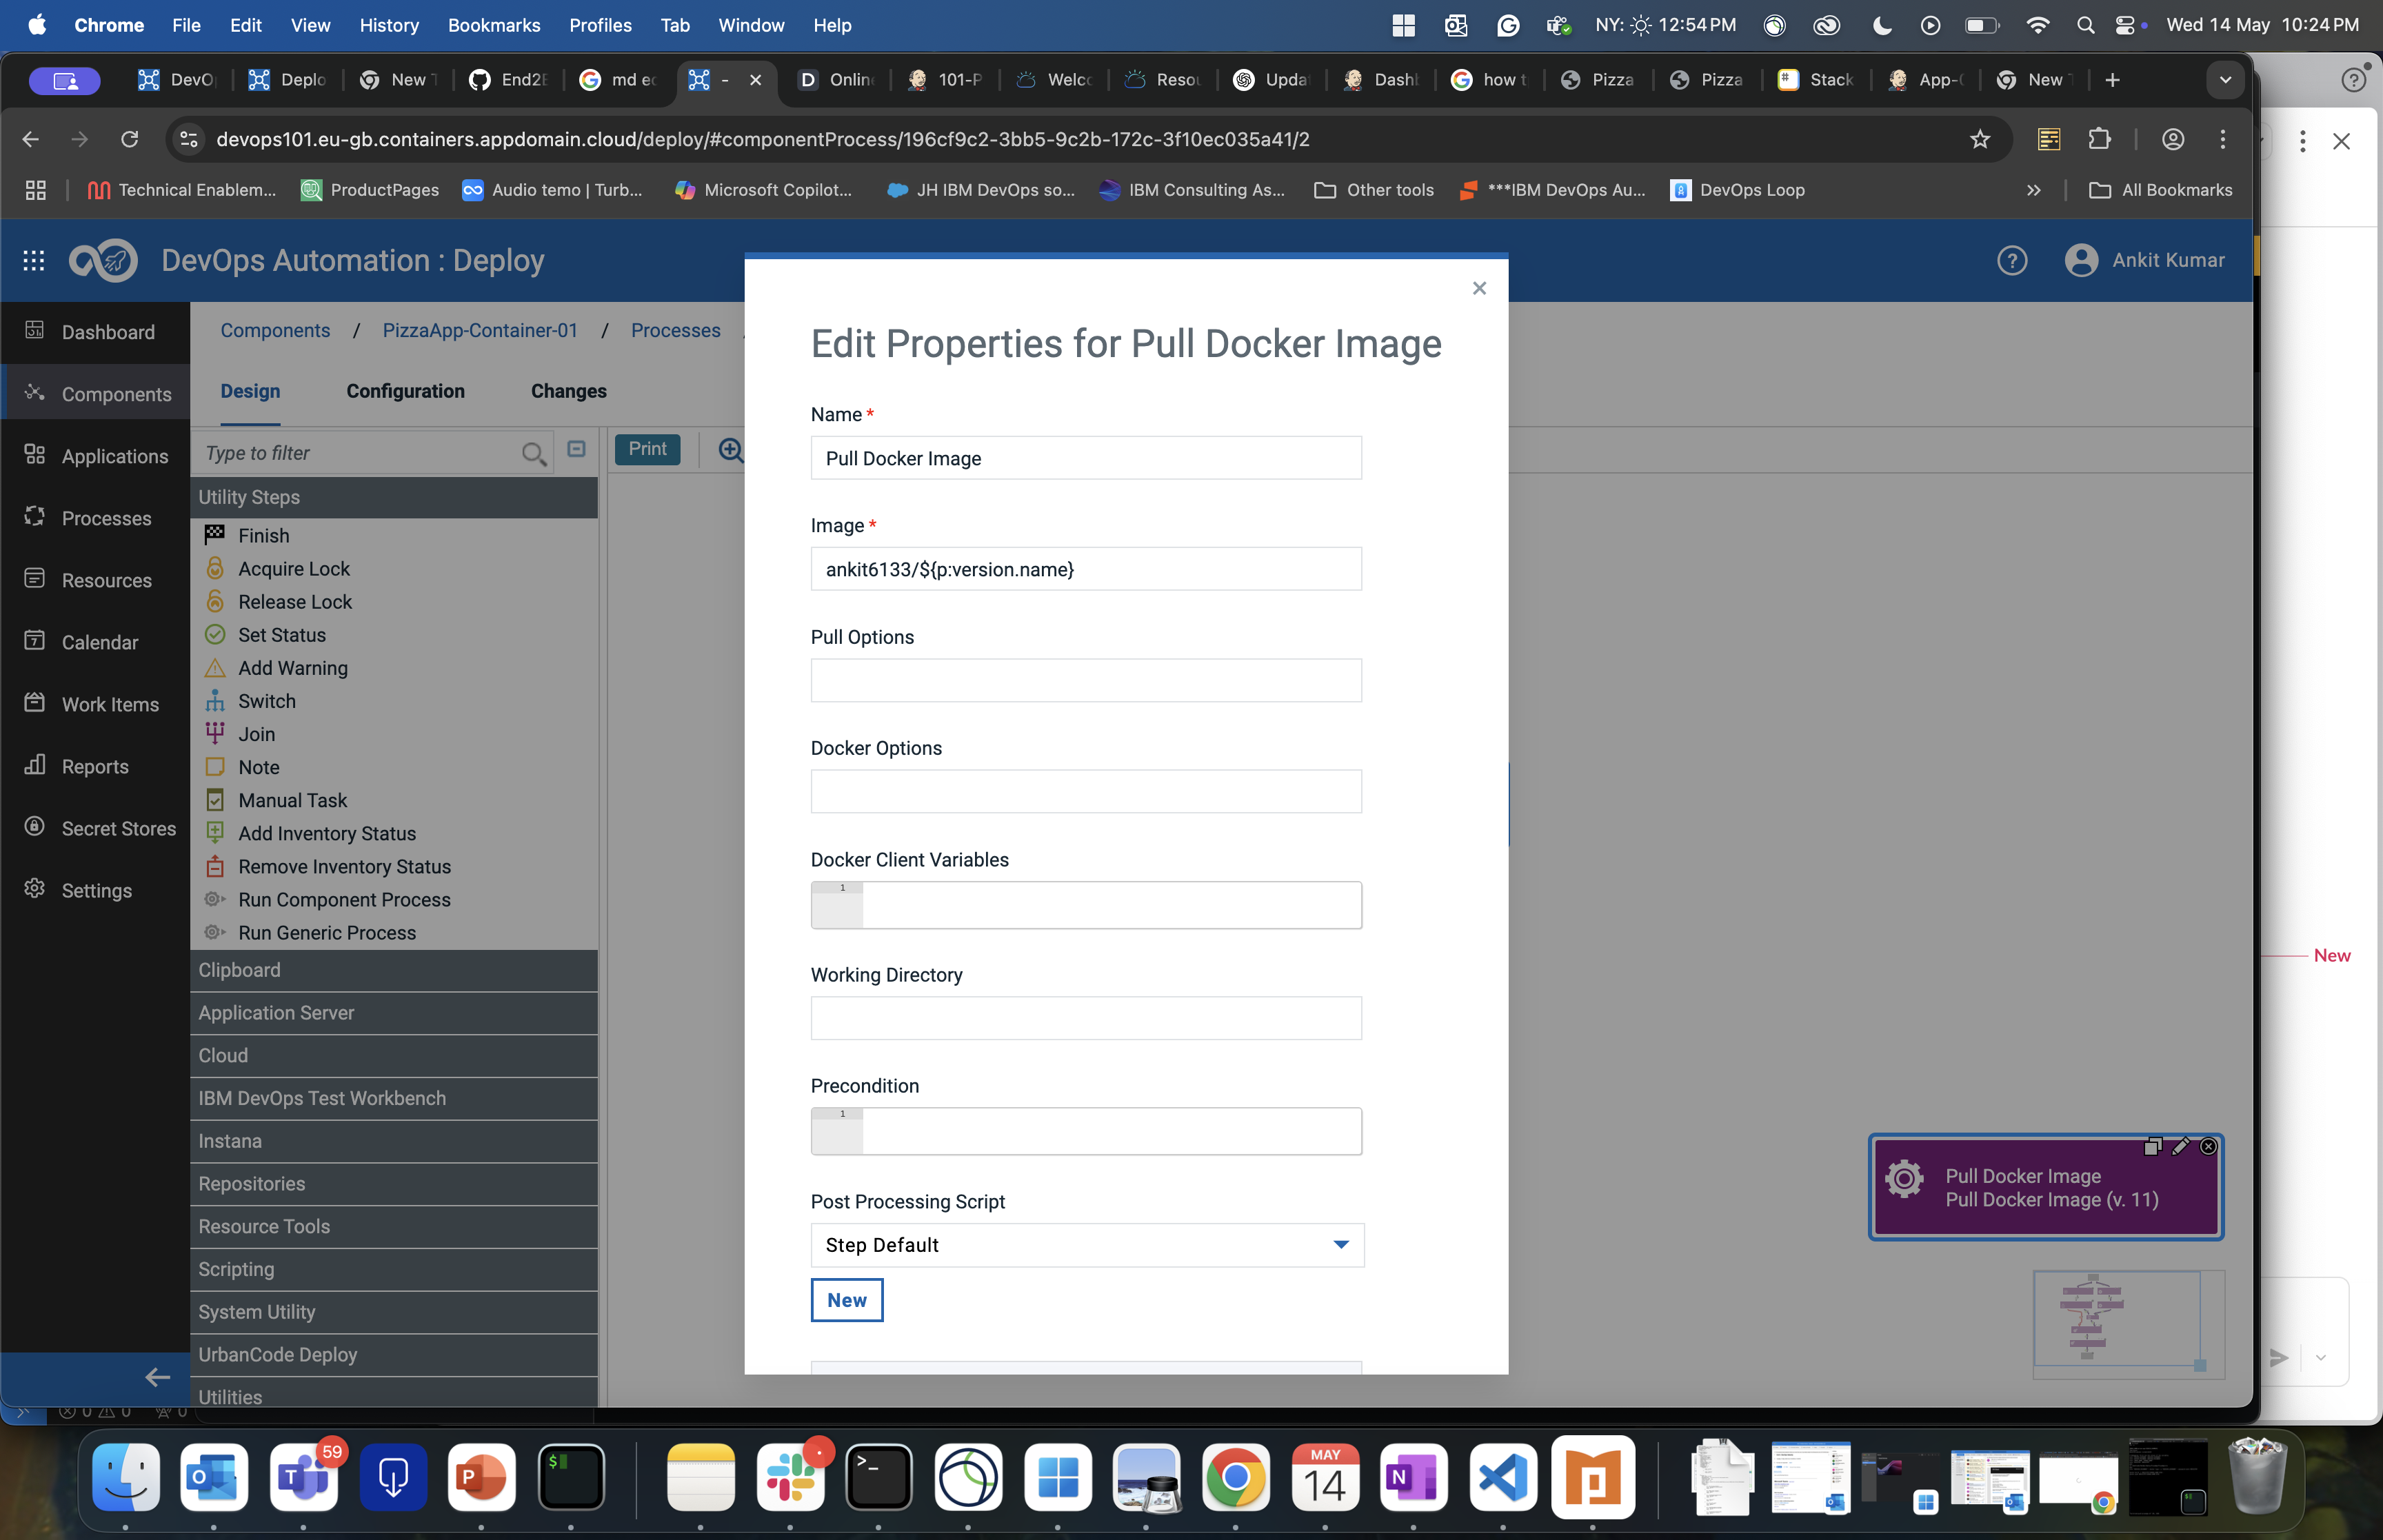 Chrome File Edit View History Bookmarks Profiles Tab Window Help NY: 12:54 PM Wed 14 May 10:24 PM
DevO Deplo New T End2E md ec - Online 101-P Welco Resou Updat Dashb how t Pizza Pizza Stack App- New
devops101.eu-gb.containers.appdomain.cloud/deploy/#componentProcess/196cf9c2-3bb5-9c2b-172c-3f10ec035a41/2
Technical Enablem... ProductPages Audio temo | Turb... Microsoft Copilot... JH IBM DevOps so... IBM Consulting As... Other tools ***IBM DevOps Au... DevOps Loop All Bookmarks
DevOps Automation : Deploy
Ankit Kumar
Dashboard
Components
Applications
Processes
Resources
Calendar
Work Items
Reports
Secret Stores
Settings
Components / PizzaApp-Container-01 / Processes
Design Configuration Changes
Type to filter
Print
Utility Steps
Finish
Acquire Lock
Release Lock
Set Status
Add Warning
Switch
Join
Note
Manual Task
Add Inventory Status
Remove Inventory Status
Run Component Process
Run Generic Process
Clipboard
Application Server
Cloud
IBM DevOps Test Workbench
Instana
Repositories
Resource Tools
Scripting
System Utility
UrbanCode Deploy
Utilities
Edit Properties for Pull Docker Image
Name *
Pull Docker Image
Image *
ankit6133/${p:version.name}
Pull Options
Docker Options
Docker Client Variables
1
Working Directory
Precondition
1
Post Processing Script
Step Default
New
Pull Docker Image
Pull Docker Image (v. 11)
New
0 0 0
59
MAY
14